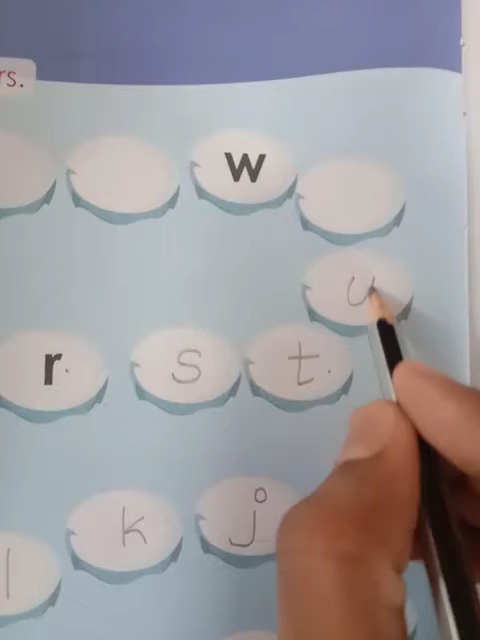 rs.
w
u
r. s t.
l k j